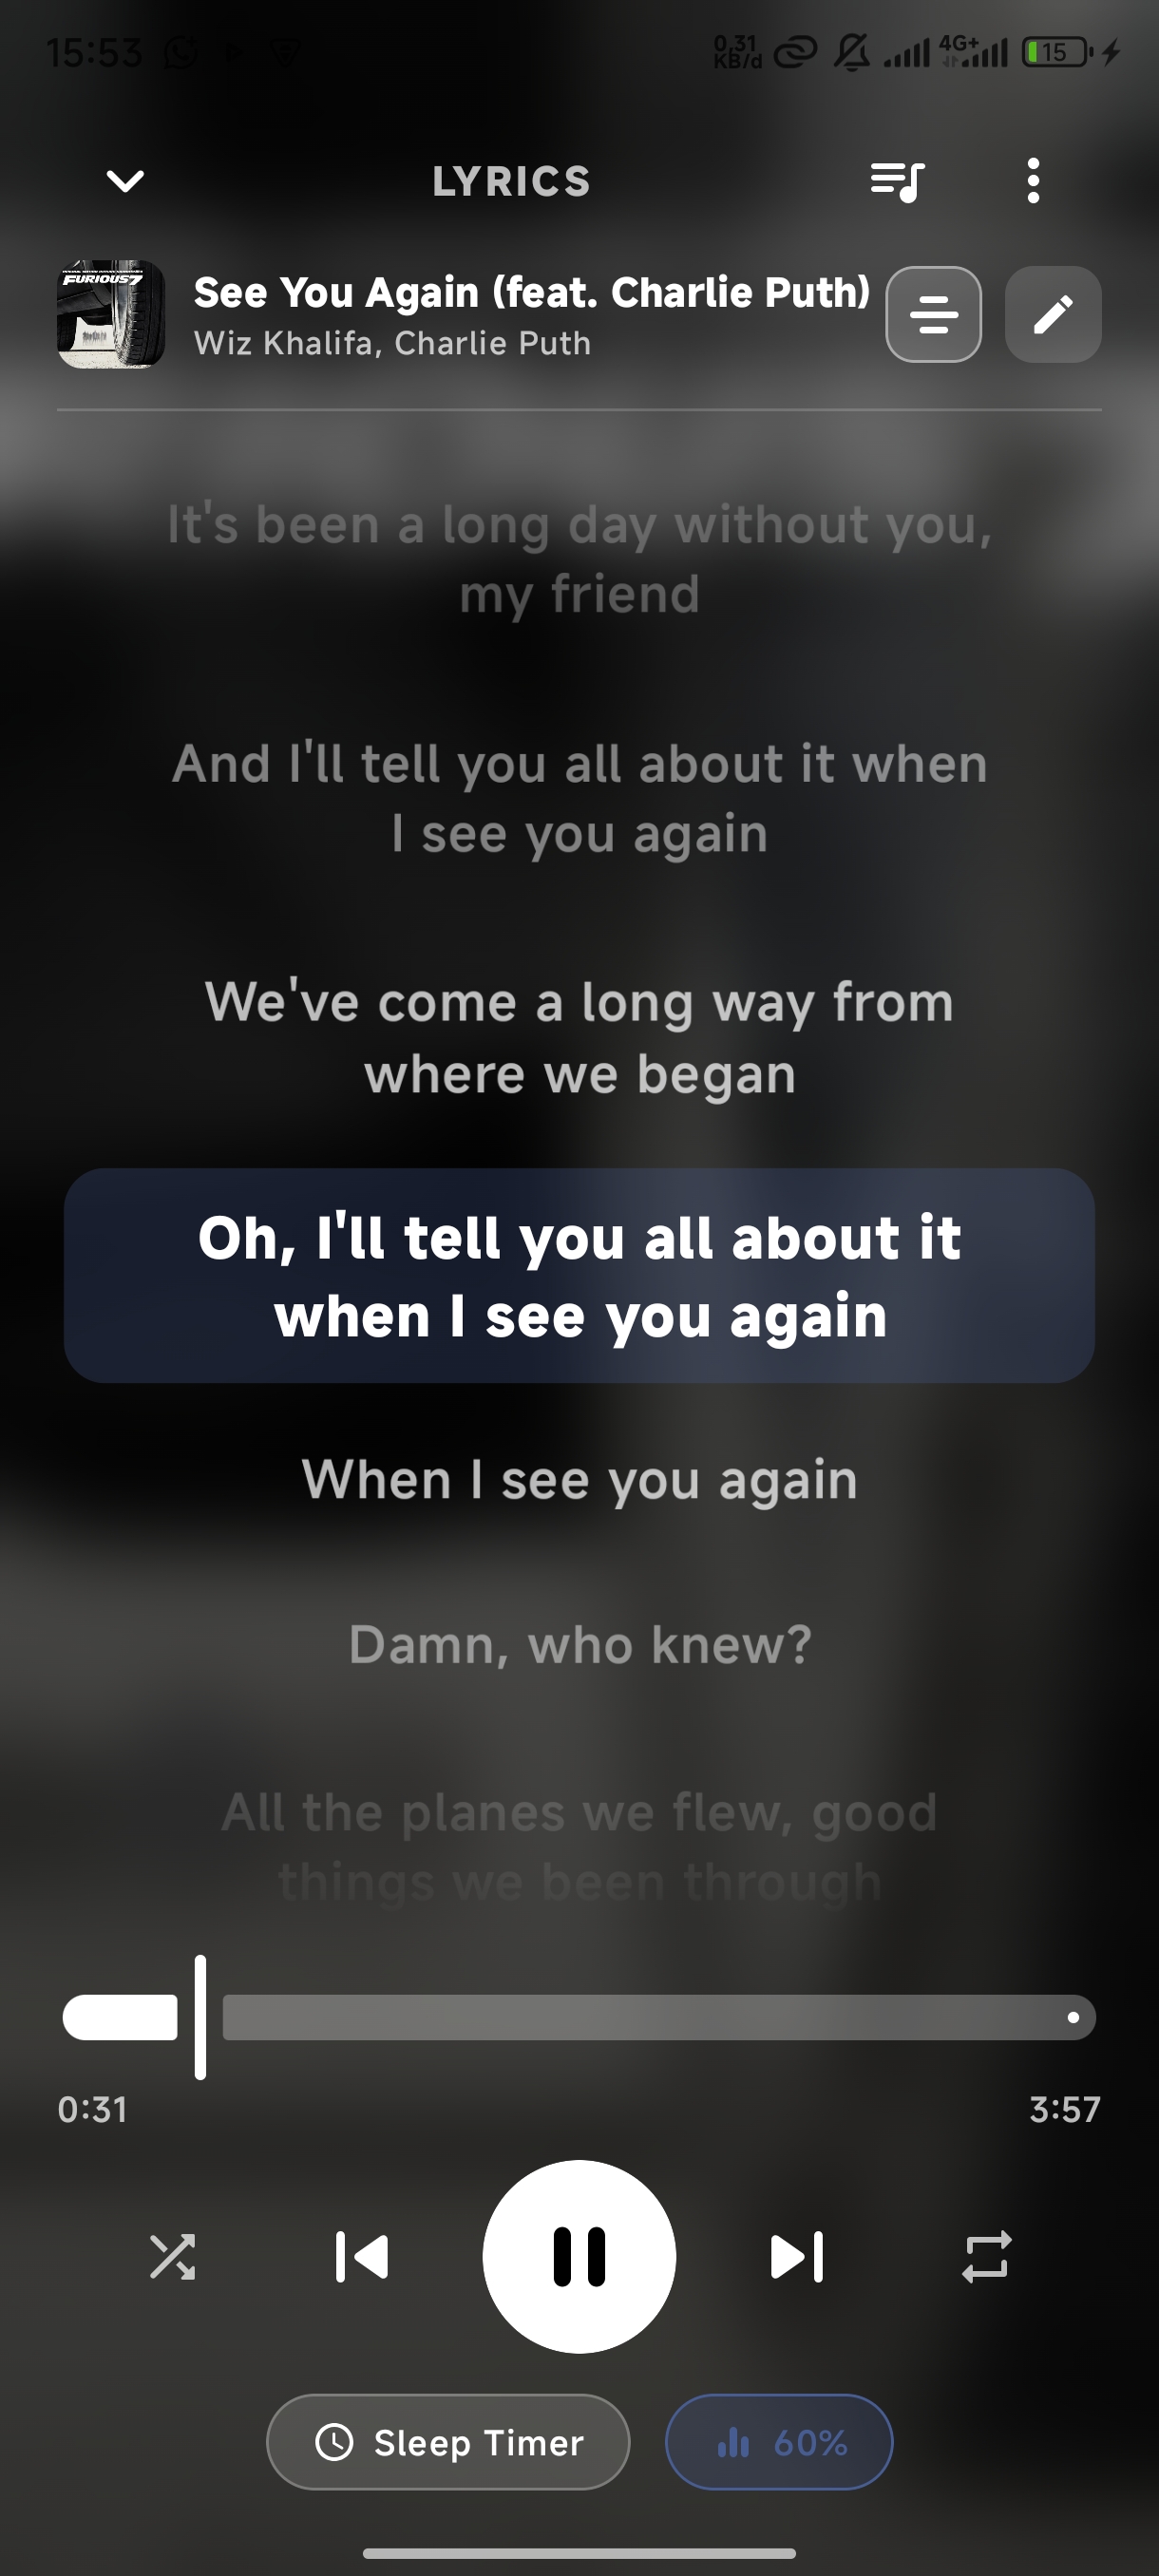 15:53
0.31
KB/d
4G+
15
LYRICS
FURIOUS7
See You Again (feat. Charlie Puth)
Wiz Khalifa, Charlie Puth
It's been a long day without you,
my friend
And I'll tell you all about it when
I see you again
We've come a long way from
where we began
Oh, I'll tell you all about it
when I see you again
When I see you again
Damn, who knew?
All the planes we flew, good
things we been through
0:31
3:57
Sleep Timer
60%